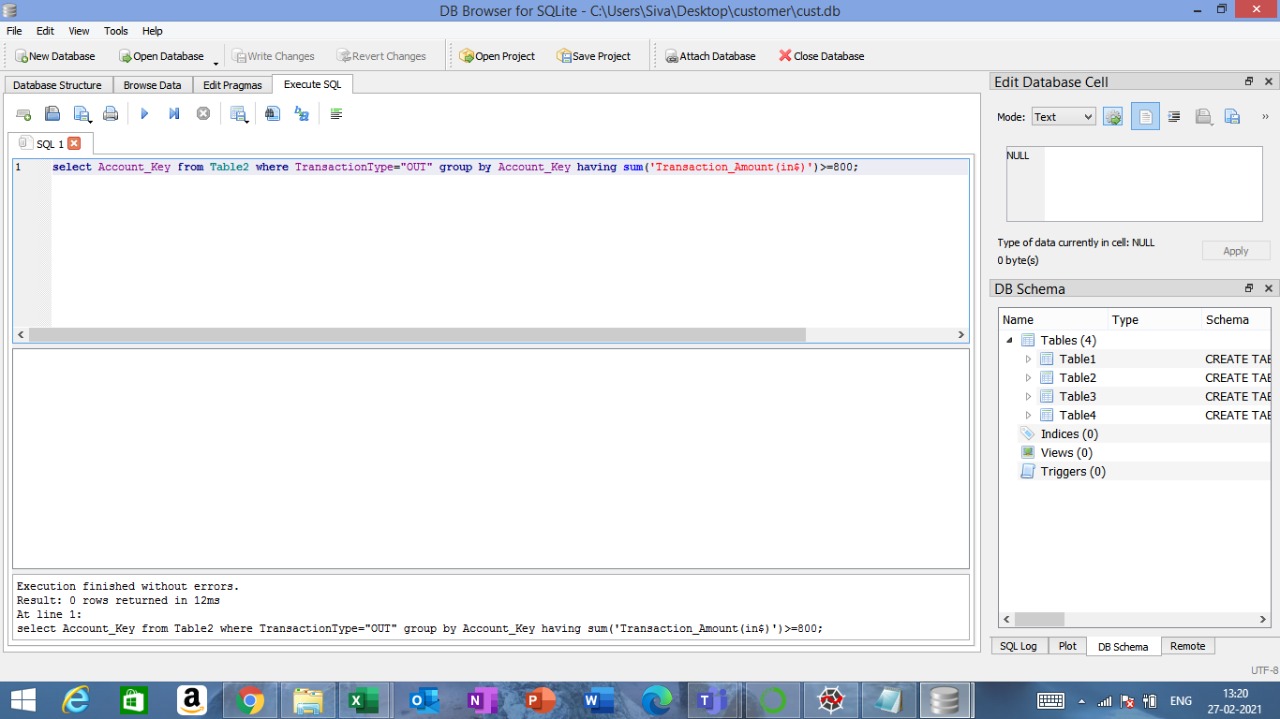 DB Browser for SQLite - C:\Users\Siva\Desktop\customer\cust.db
File Edit View Tools Help
New Database Open Database Write Changes Revert Changes Open Project Save Project Attach Database Close Database
Database Structure Browse Data Edit Pragmas Execute SQL
SQL 1
1 select Account_Key from Table2 where TransactionType="OUT" group by Account_Key having sum('Transaction_Amount(in$)')>=800;
Execution finished without errors.
Result: 0 rows returned in 12ms
At line 1:
select Account_Key from Table2 where TransactionType="OUT" group by Account_Key having sum('Transaction_Amount(in$)')>=800;
Edit Database Cell
Mode: Text
NULL
Type of data currently in cell: NULL
0 byte(s)
Apply
DB Schema
Name Type Schema
Tables (4)
Table1 CREATE TAB
Table2 CREATE TAB
Table3 CREATE TAB
Table4 CREATE TAB
Indices (0)
Views (0)
Triggers (0)
SQL Log Plot DB Schema Remote
UTF-8
ENG 13:20
27-02-2021